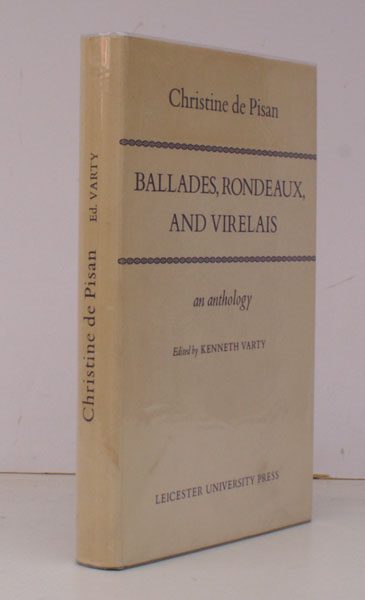 Christine de Pisan
BALLADES, RONDEAUX,
AND VIRELAIS
an anthology
Edited by KENNETH VARTY
LEICESTER UNIVERSITY PRESS
Christine de Pisan Ed. VARTY